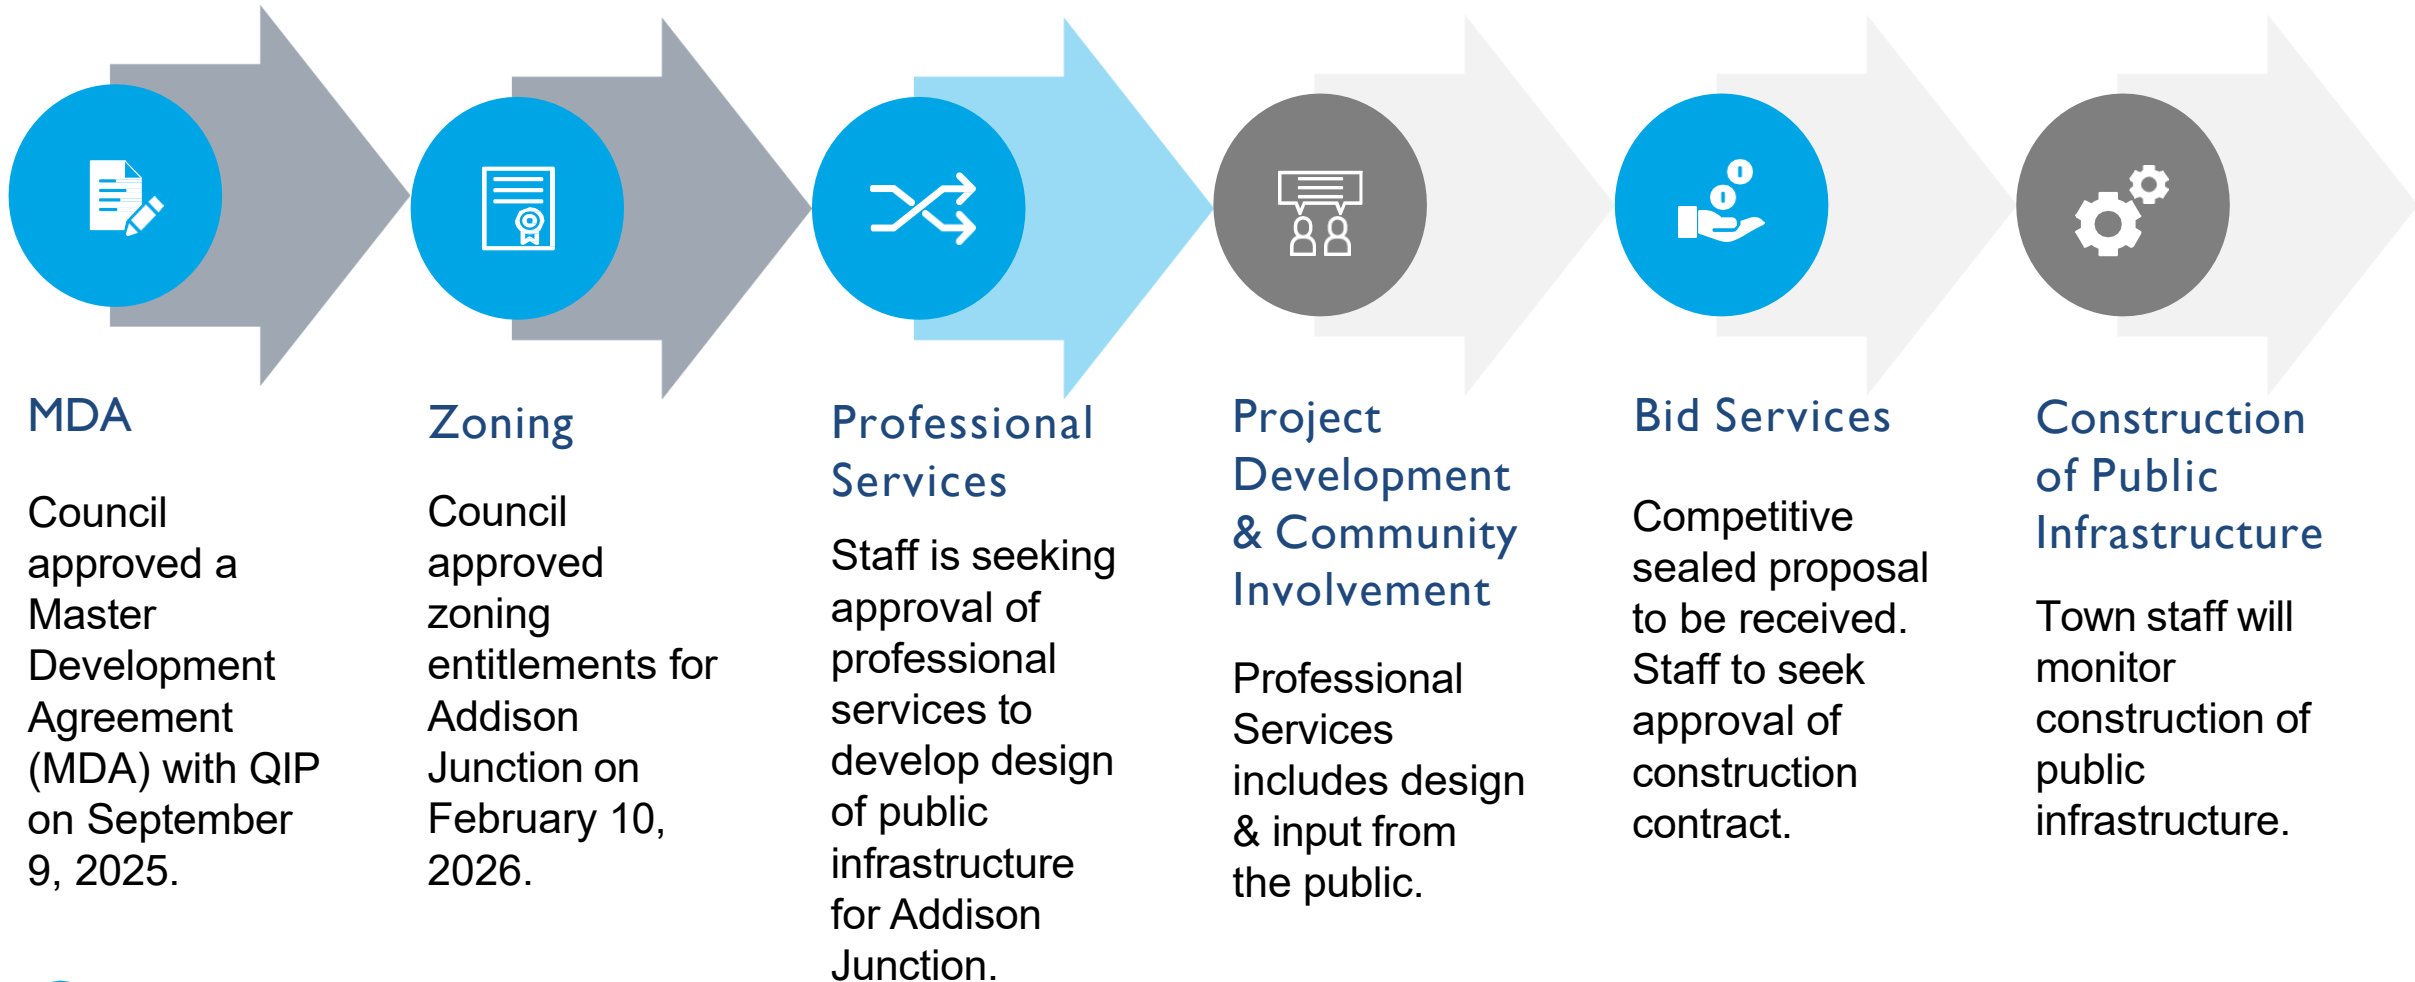 MDA
Council
approved a
Master
Development
Agreement
(MDA) with QIP
on September
9, 2025.
Zoning
Council
approved
zoning
entitlements for
Addison
Junction on
February 10,
2026.
Professional
Services
Staff is seeking
approval of
professional
services to
develop design
of public
infrastructure
for Addison
Junction.
Project
Development
& Community
Involvement
Professional
Services
includes design
& input from
the public.
Bid Services
Competitive
sealed proposal
to be received.
Staff to seek
approval of
construction
contract.
Construction
of Public
Infrastructure
Town staff will
monitor
construction of
public
infrastructure.